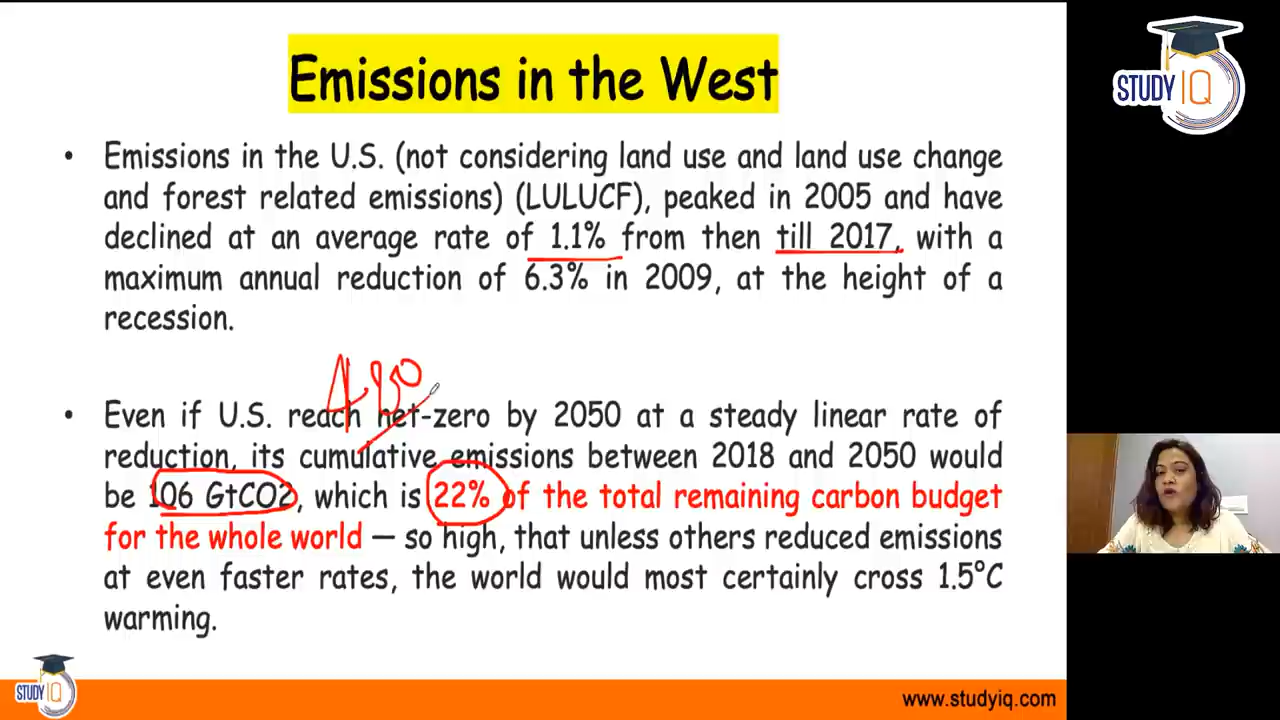 Emissions in the West
STUDY IQ
• Emissions in the U.S. (not considering land use and land use change
and forest related emissions) (LULUCF), peaked in 2005 and have
declined at an average rate of 1.1% from then till 2017, with a
maximum annual reduction of 6.3% in 2009, at the height of a
recession.
480
• Even if U.S. reach net-zero by 2050 at a steady linear rate of
reduction, its cumulative emissions between 2018 and 2050 would
be 106 GtCO2, which is 22% of the total remaining carbon budget
for the whole world — so high, that unless others reduced emissions
at even faster rates, the world would most certainly cross 1.5°C
warming.
STUDY IQ
www.studyiq.com